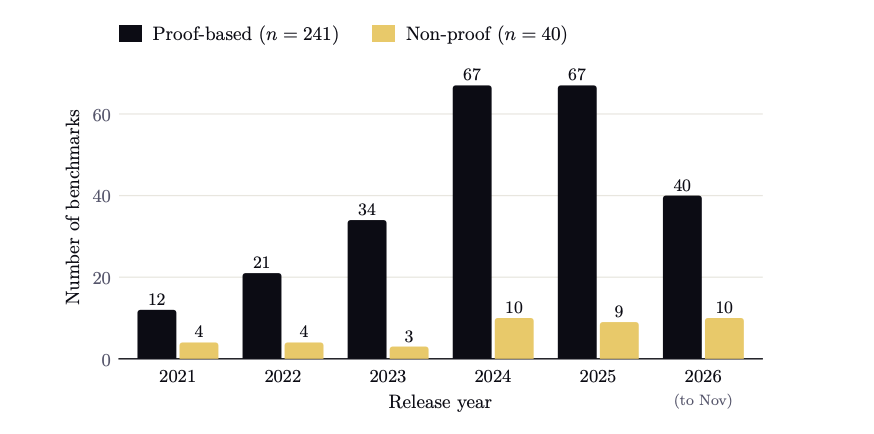 Proof-based (n = 241) Non-proof (n = 40)
Number of benchmarks
60
40
20
0
67 67
40
34
21
12
10 9 10
4 4 3
2021 2022 2023 2024 2025 2026
(to Nov)
Release year